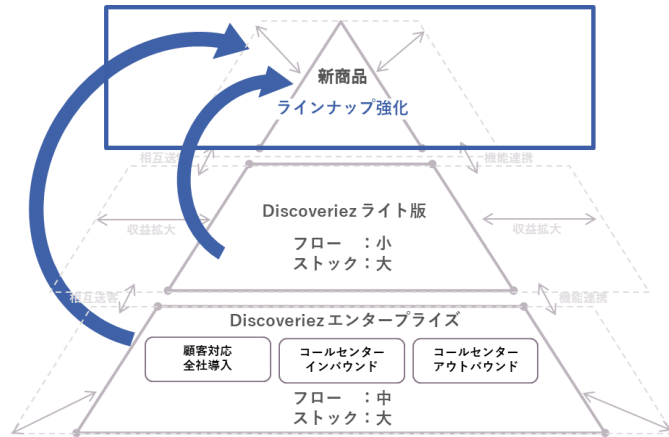 新商品
ラインナップ強化
相互送客
機能連携
Discoveriez ライト版
収益拡大
収益拡大
フロー　：小
ストック：大
相互送客
機能連携
Discoveriez エンタープライズ
顧客対応
全社導入
コールセンター
インバウンド
コールセンター
アウトバウンド
フロー　：中
ストック：大